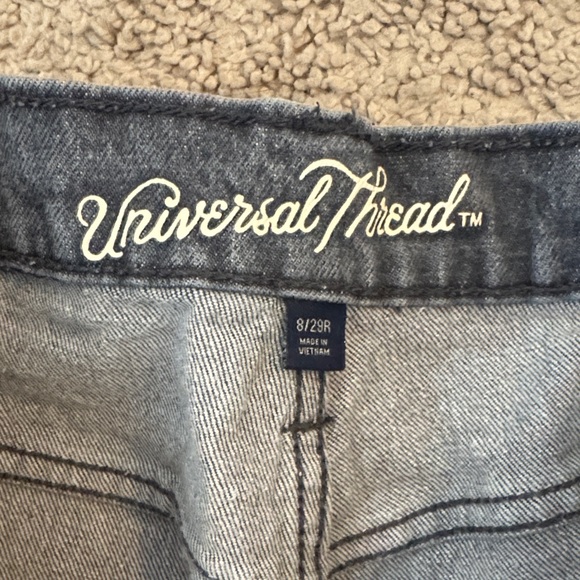 Universal Thread™
8/29R
MADE IN
VIETNAM